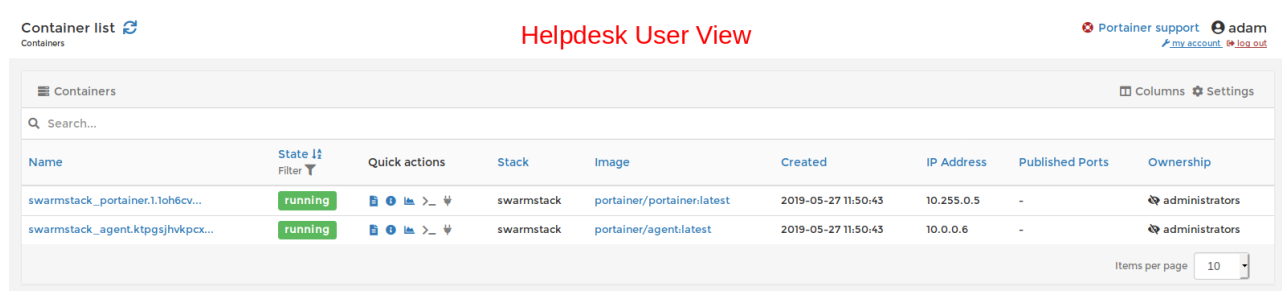 Container list
Containers
Helpdesk User View
Portainer support adam
my account log out
Containers
Columns Settings
Search...
Name State Filter Quick actions Stack Image Created IP Address Published Ports Ownership
swarmstack_portainer.1.1oh6cv... running >_ swarmstack portainer/portainer:latest 2019-05-27 11:50:43 10.255.0.5 - administrators
swarmstack_agent.ktpgsjhvkpcx... running >_ swarmstack portainer/agent:latest 2019-05-27 11:50:43 10.0.0.6 - administrators
Items per page 10